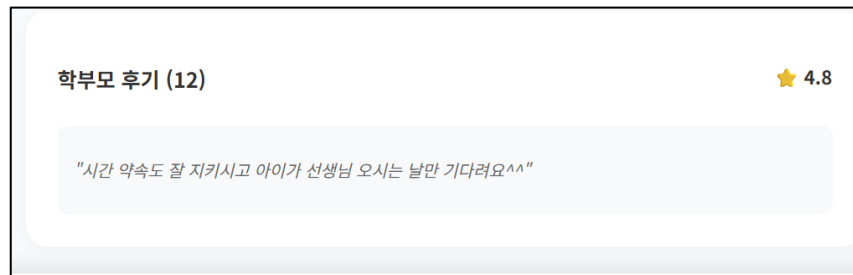 학부모 후기 (12)
⭐ 4.8
"시간 약속도 잘 지키시고 아이가 선생님 오시는 날만 기다려요^^"